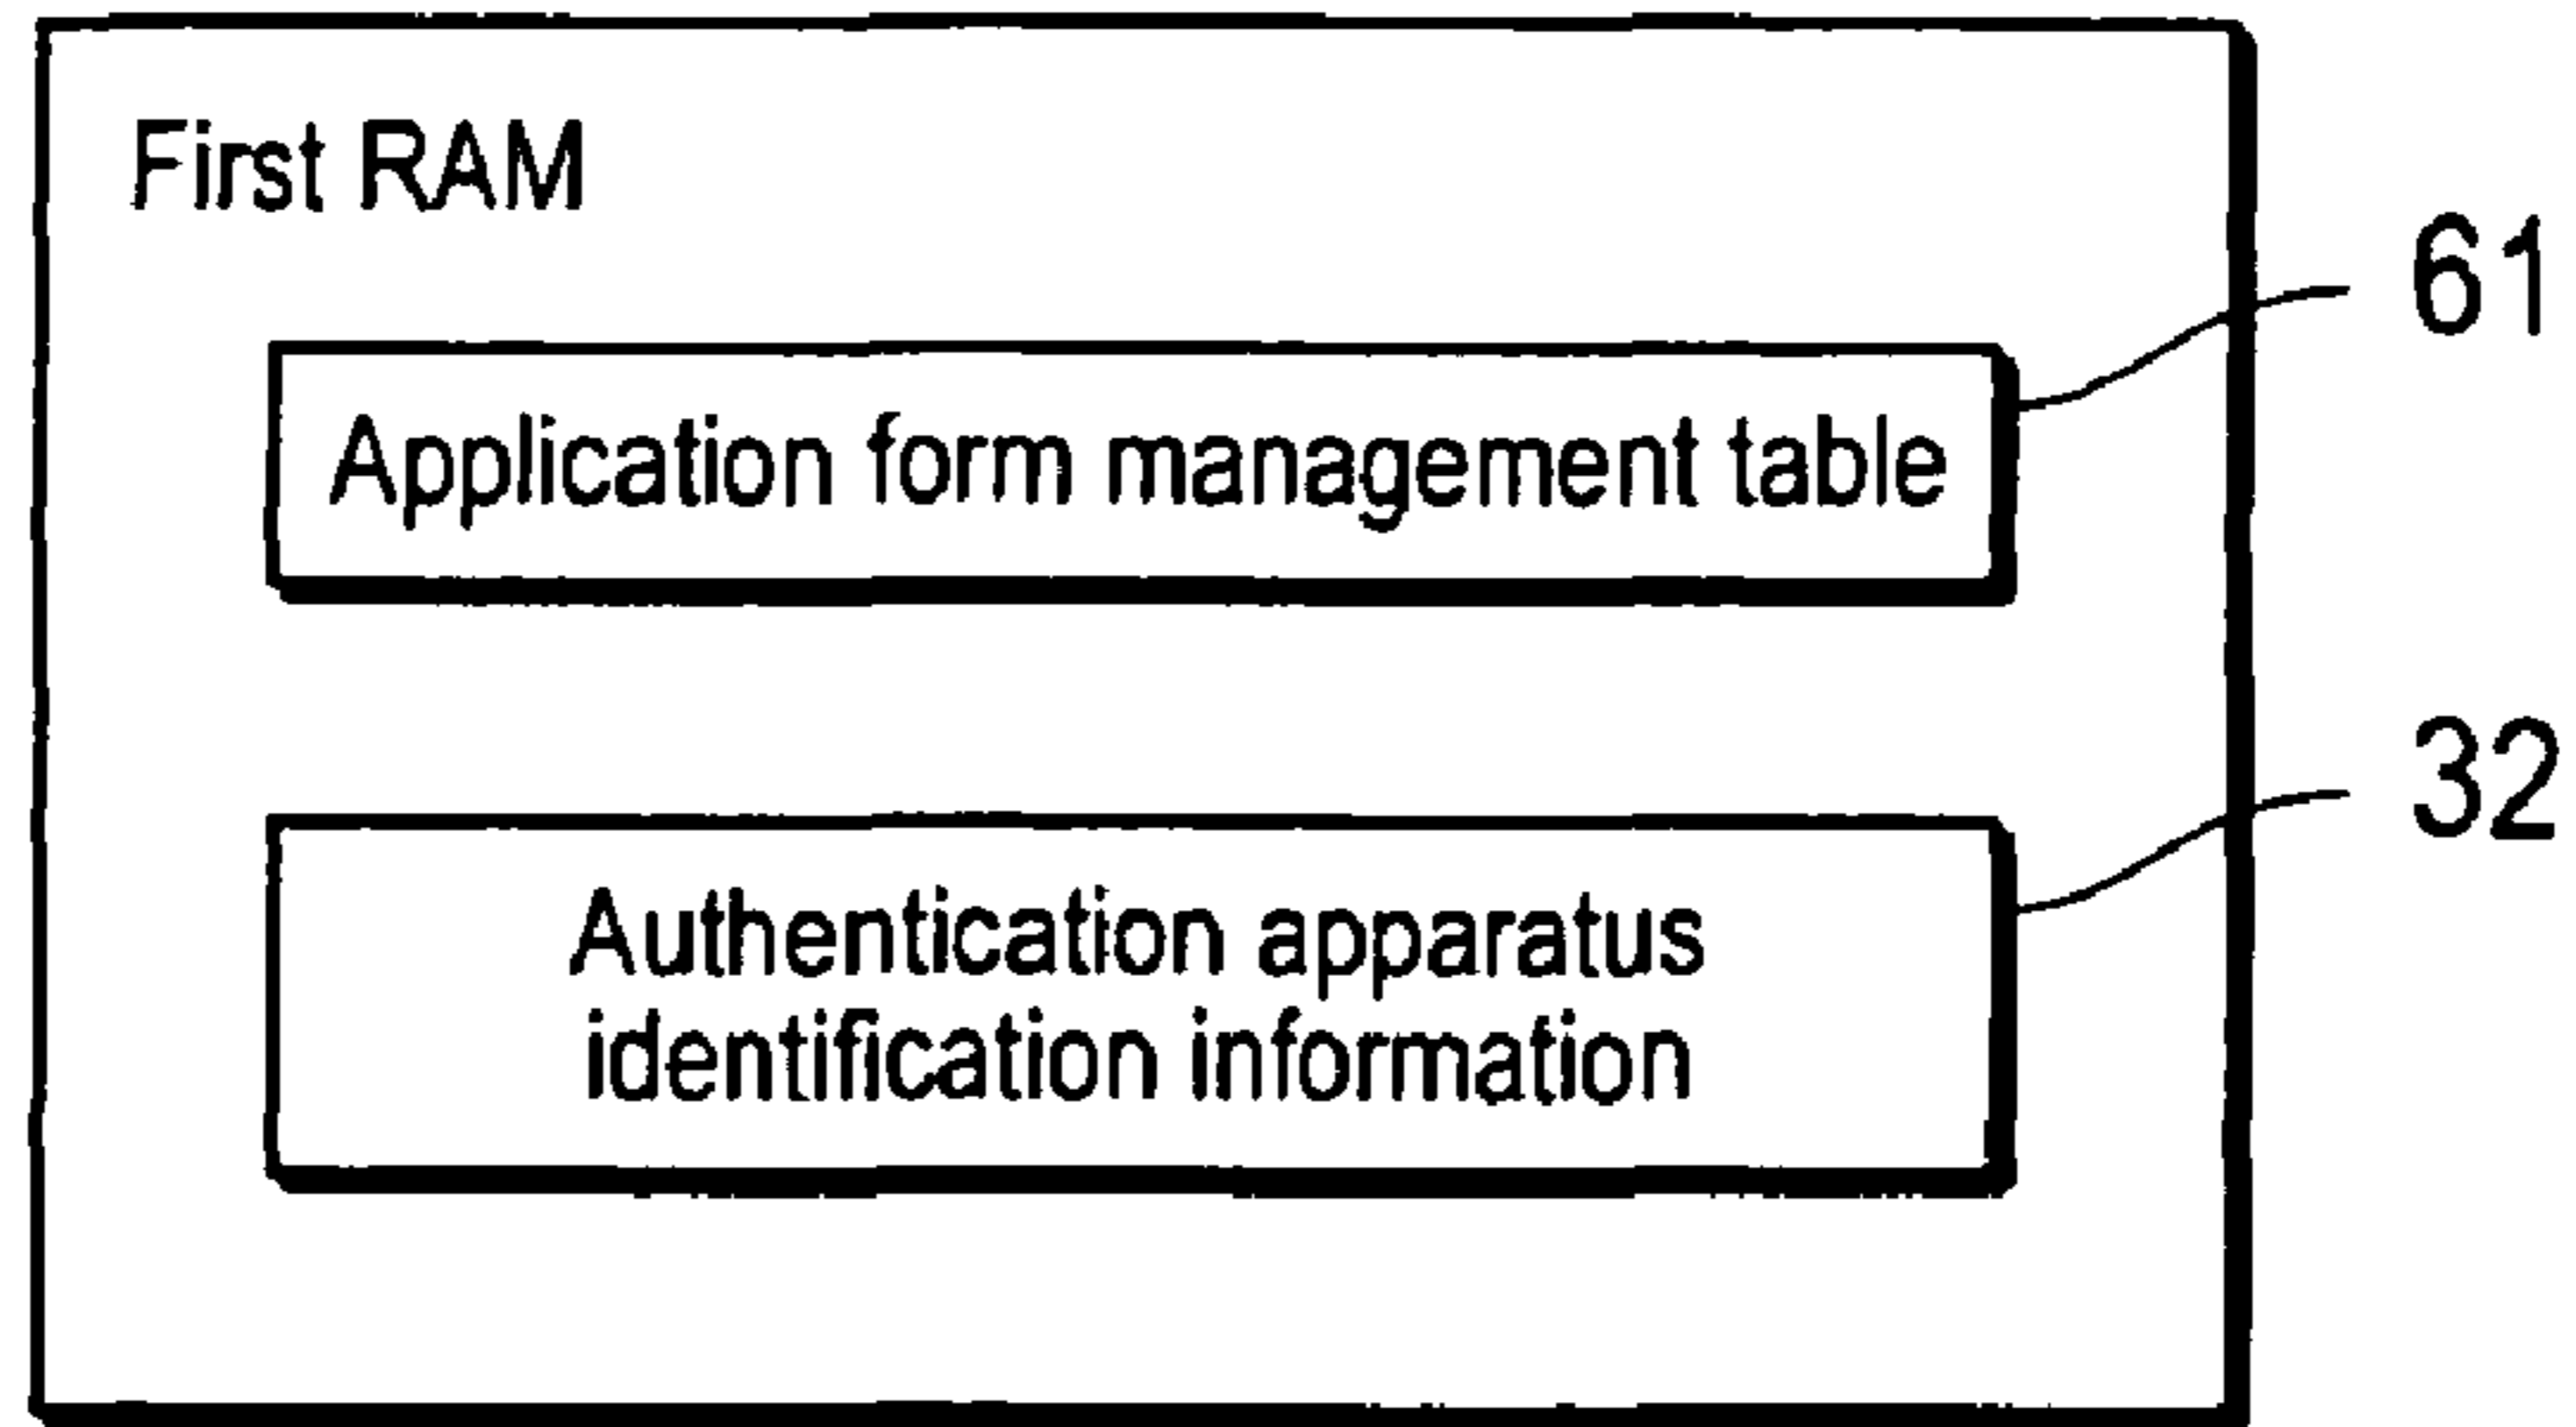 First RAM
61
Application form management table
32
Authentication apparatus
identification information